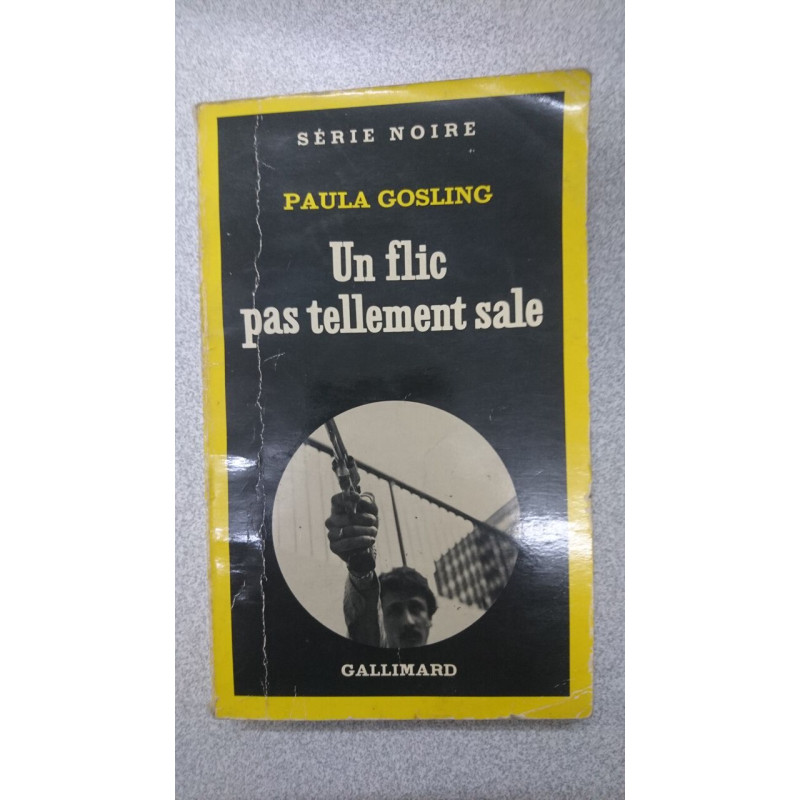 SÉRIE NOIRE
PAULA GOSLING
Un flic
pas tellement sale
GALLIMARD